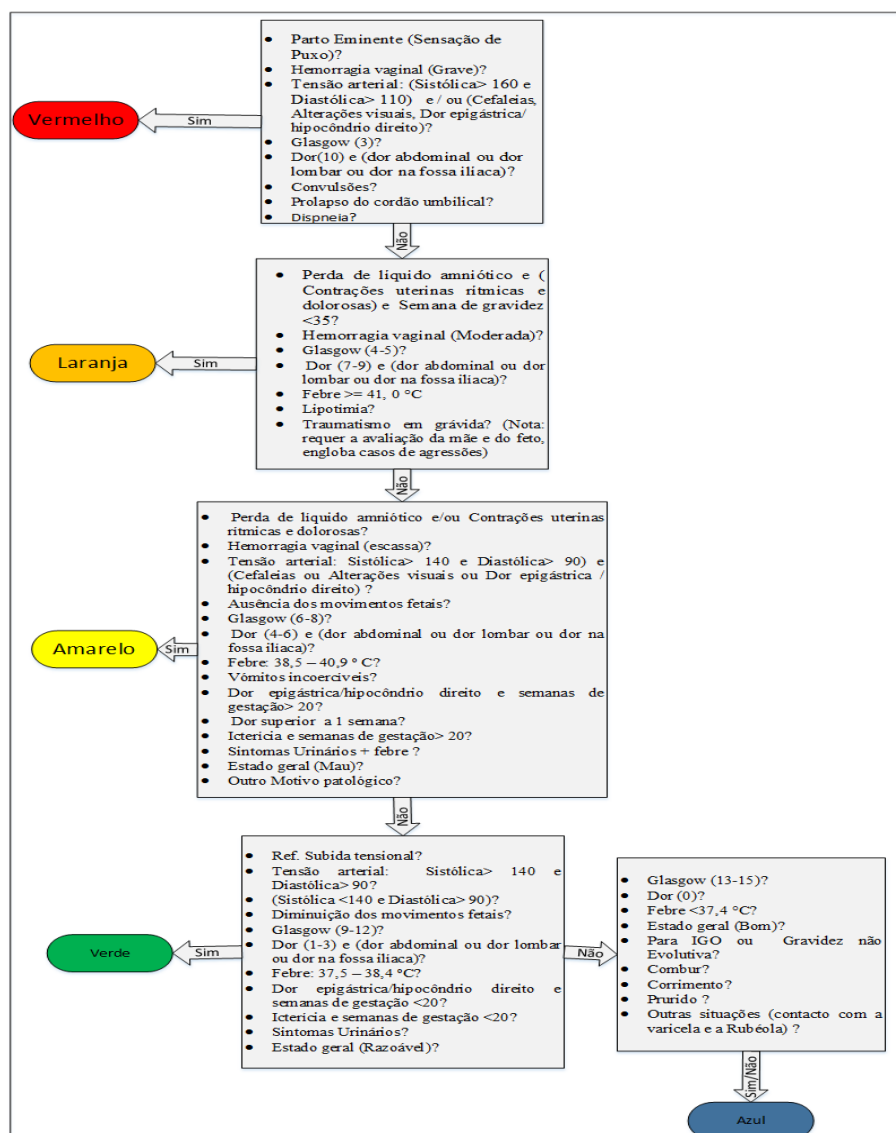 • Parto Eminente (Sensação de
Puxo)?
• Hemorragia vaginal (Grave)?
• Tensão arterial: (Sistólica> 160 e
Diastólica> 110) e / ou (Cefaleias,
Alterações visuais, Dor epigástrica/
hipocôndrio direito)?
• Glasgow (3)?
• Dor(10) e (dor abdominal ou dor
lombar ou dor na fossa ilíaca)?
• Convulsões?
• Prolapso do cordão umbilical?
• Dispneia?
Sim
Vermelho
Não
• Perda de liquido amniótico e (
Contrações uterinas rítmicas e
dolorosas) e Semana de gravidez
<35?
• Hemorragia vaginal (Moderada)?
• Glasgow (4-5)?
• Dor (7-9) e (dor abdominal ou dor
lombar ou dor na fossa ilíaca)?
• Febre >= 41, 0 °C
• Lipotimia?
• Traumatismo em grávida? (Nota:
requer a avaliação da mãe e do feto,
engloba casos de agressões)
Sim
Laranja
Não
• Perda de liquido amniótico e/ou Contrações uterinas
rítmicas e dolorosas?
• Hemorragia vaginal (escassa)?
• Tensão arterial: Sistólica> 140 e Diastólica> 90) e
(Cefaleias ou Alterações visuais ou Dor epigástrica /
hipocôndrio direito) ?
• Ausência dos movimentos fetais?
• Glasgow (6-8)?
• Dor (4-6) e (dor abdominal ou dor lombar ou dor na
fossa ilíaca)?
• Febre: 38,5 – 40,9 ° C?
• Vômitos incoercíveis?
• Dor epigástrica/hipocôndrio direito e semanas de
gestação> 20?
• Dor superior a 1 semana?
• Icterícia e semanas de gestação> 20?
• Sintomas Urinários + febre ?
• Estado geral (Mau)?
• Outro Motivo patológico?
Sim
Amarelo
Não
• Ref. Subida tensional?
• Tensão arterial: Sistólica> 140 e
Diastólica> 90?
• (Sistólica <140 e Diastólica> 90)?
• Diminuição dos movimentos fetais?
• Glasgow (9-12)?
• Dor (1-3) e (dor abdominal ou dor lombar
ou dor na fossa ilíaca)?
• Febre: 37,5 – 38,4 °C?
• Dor epigástrica/hipocôndrio direito e
semanas de gestação <20?
• Icterícia e semanas de gestação <20?
• Sintomas Urinários?
• Estado geral (Razoável)?
Sim
Verde
Não
• Glasgow (13-15)?
• Dor (0)?
• Febre <37,4 °C?
• Estado geral (Bom)?
• Para IGO ou Gravidez não
Evolutiva?
• Combur?
• Corrimento?
• Prurido ?
• Outras situações (contacto com a
varicela e a Rubéola) ?
Sim/Não
Azul